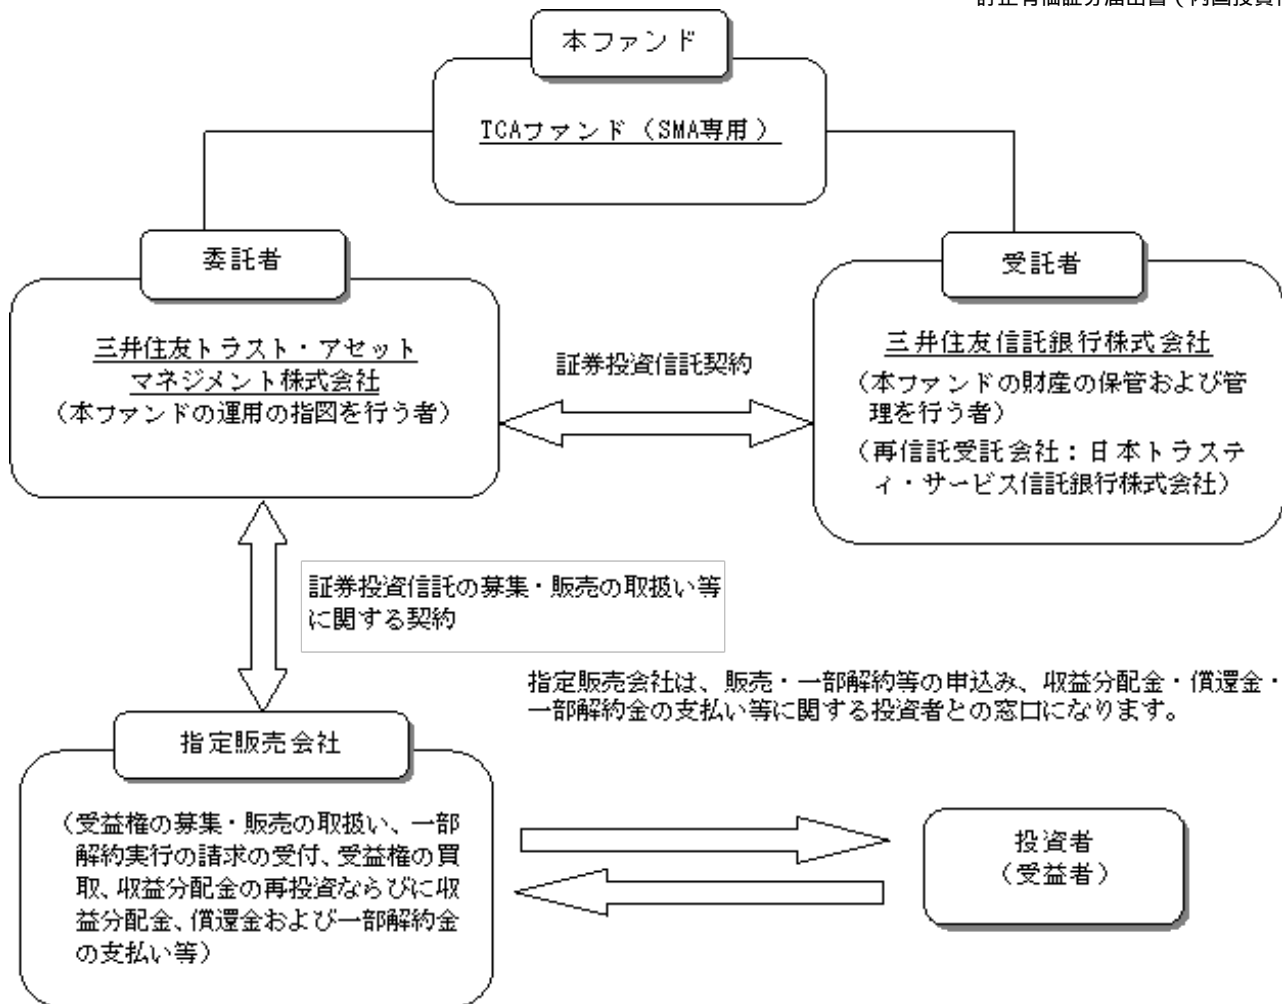 本ファンド
TCAファンド（SMA専用）
委託者
三井住友トラスト・アセット
マネジメント株式会社
（本ファンドの運用の指図を行う者）
証券投資信託契約
受託者
三井住友信託銀行株式会社
（本ファンドの財産の保管および管
理を行う者）
（再信託受託会社：日本トラステ
ィ・サービス信託銀行株式会社）
証券投資信託の募集・販売の取扱い等
に関する契約
指定販売会社は、販売・一部解約等の申込み、収益分配金・償還金・
一部解約金の支払い等に関する投資者との窓口になります。
指定販売会社
（受益権の募集・販売の取扱い、一部
解約実行の請求の受付、受益権の買
取、収益分配金の再投資ならびに収
益分配金、償還金および一部解約金
の支払い等）
投資者
（受益者）